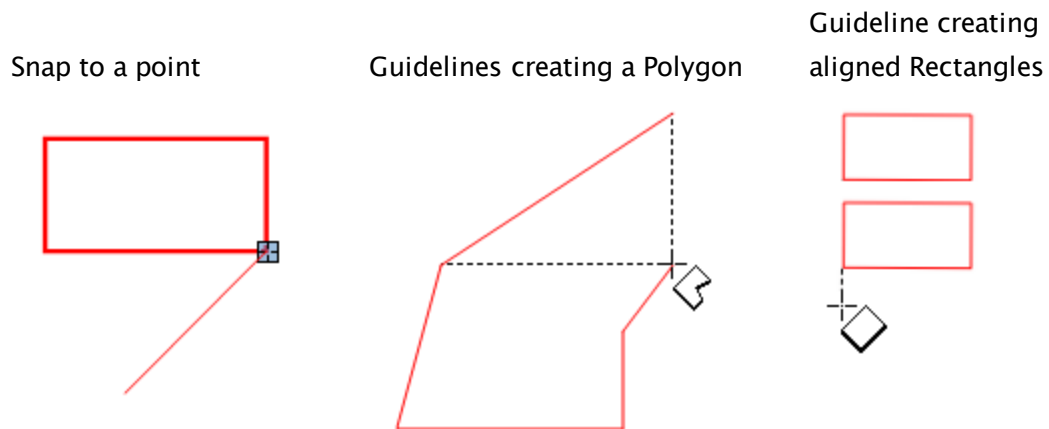 Snap to a point
Guidelines creating a Polygon
Guideline creating
aligned Rectangles